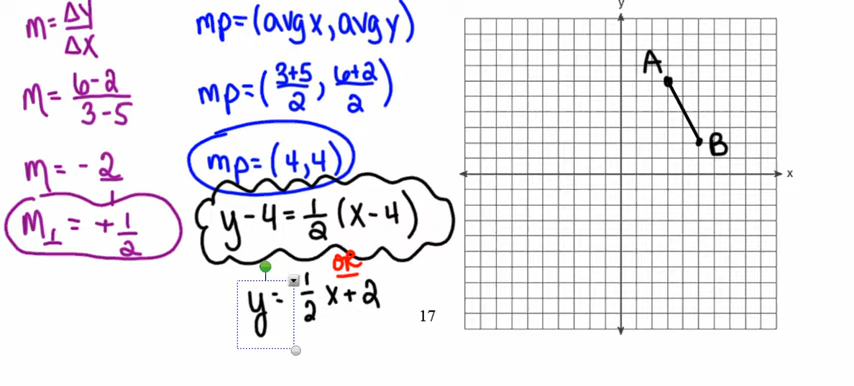 m = Δy/Δx
m = 6-2/3-5
m = -2/1
m⊥ = +1/2
mp = (avg x, avg y)
mp = (3+5/2, 6+2/2)
mp = (4,4)
y - 4 = 1/2 (x - 4)
OR
y = 1/2 x + 2
17
y
A
B
x